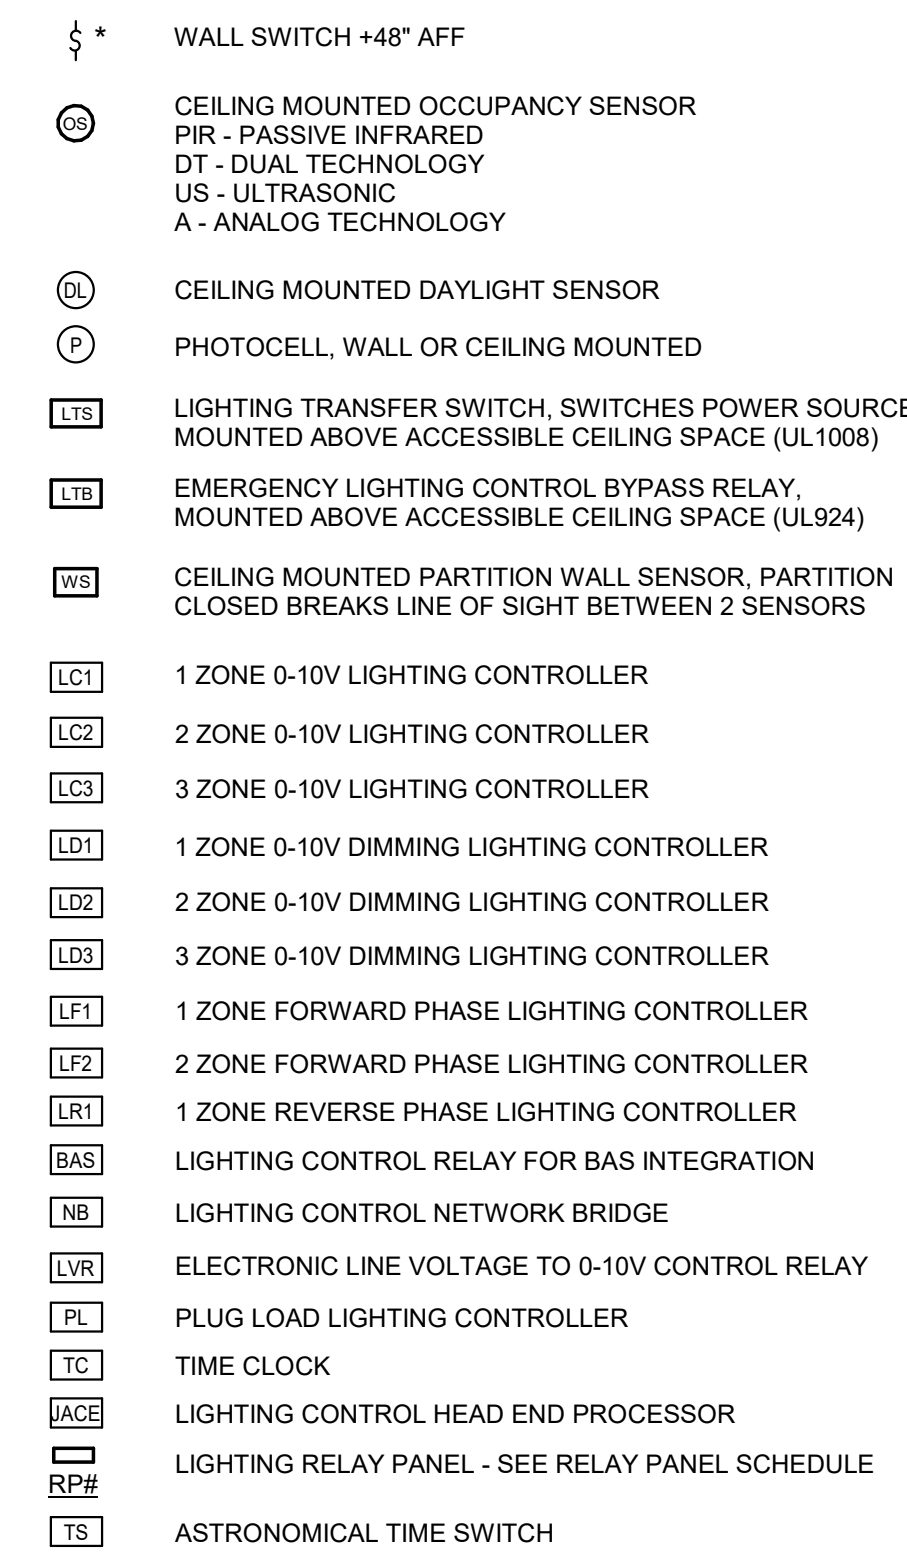 $ * WALL SWITCH +48" AFF
OS CEILING MOUNTED OCCUPANCY SENSOR
PIR - PASSIVE INFRARED
DT - DUAL TECHNOLOGY
US - ULTRASONIC
A - ANALOG TECHNOLOGY
DL CEILING MOUNTED DAYLIGHT SENSOR
P PHOTOCELL, WALL OR CEILING MOUNTED
LTS LIGHTING TRANSFER SWITCH, SWITCHES POWER SOURCE
MOUNTED ABOVE ACCESSIBLE CEILING SPACE (UL1008)
LTB EMERGENCY LIGHTING CONTROL BYPASS RELAY,
MOUNTED ABOVE ACCESSIBLE CEILING SPACE (UL924)
WS CEILING MOUNTED PARTITION WALL SENSOR, PARTITION
CLOSED BREAKS LINE OF SIGHT BETWEEN 2 SENSORS
LC1 1 ZONE 0-10V LIGHTING CONTROLLER
LC2 2 ZONE 0-10V LIGHTING CONTROLLER
LC3 3 ZONE 0-10V LIGHTING CONTROLLER
LD1 1 ZONE 0-10V DIMMING LIGHTING CONTROLLER
LD2 2 ZONE 0-10V DIMMING LIGHTING CONTROLLER
LD3 3 ZONE 0-10V DIMMING LIGHTING CONTROLLER
LF1 1 ZONE FORWARD PHASE LIGHTING CONTROLLER
LF2 2 ZONE FORWARD PHASE LIGHTING CONTROLLER
LR1 1 ZONE REVERSE PHASE LIGHTING CONTROLLER
BAS LIGHTING CONTROL RELAY FOR BAS INTEGRATION
NB LIGHTING CONTROL NETWORK BRIDGE
LVR ELECTRONIC LINE VOLTAGE TO 0-10V CONTROL RELAY
PL PLUG LOAD LIGHTING CONTROLLER
TC TIME CLOCK
JACE LIGHTING CONTROL HEAD END PROCESSOR
RP# LIGHTING RELAY PANEL - SEE RELAY PANEL SCHEDULE
TS ASTRONOMICAL TIME SWITCH